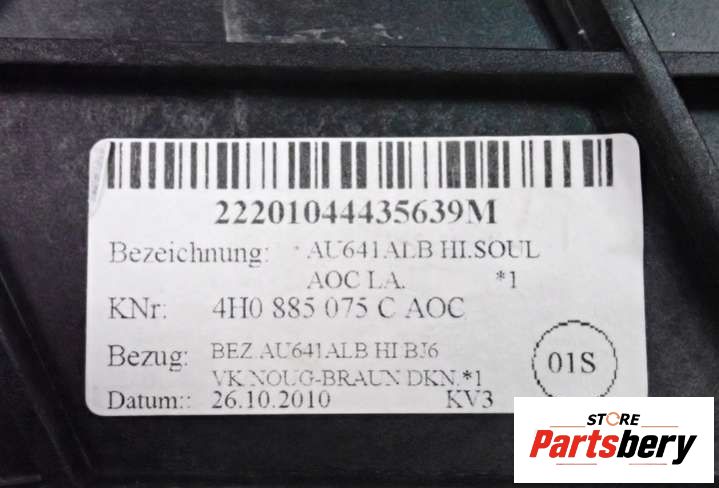 22201044435639M
Bezeichnung: AU641ALB HI.SOUL
AOC LA. *1
KNr: 4H0 885 075 C AOC
Bezug: BEZ.AU641ALB HI BJ6
VK NOUG-BRAUN DKN.*1
01S
Datum:: 26.10.2010 KV3
STORE
Partsbery